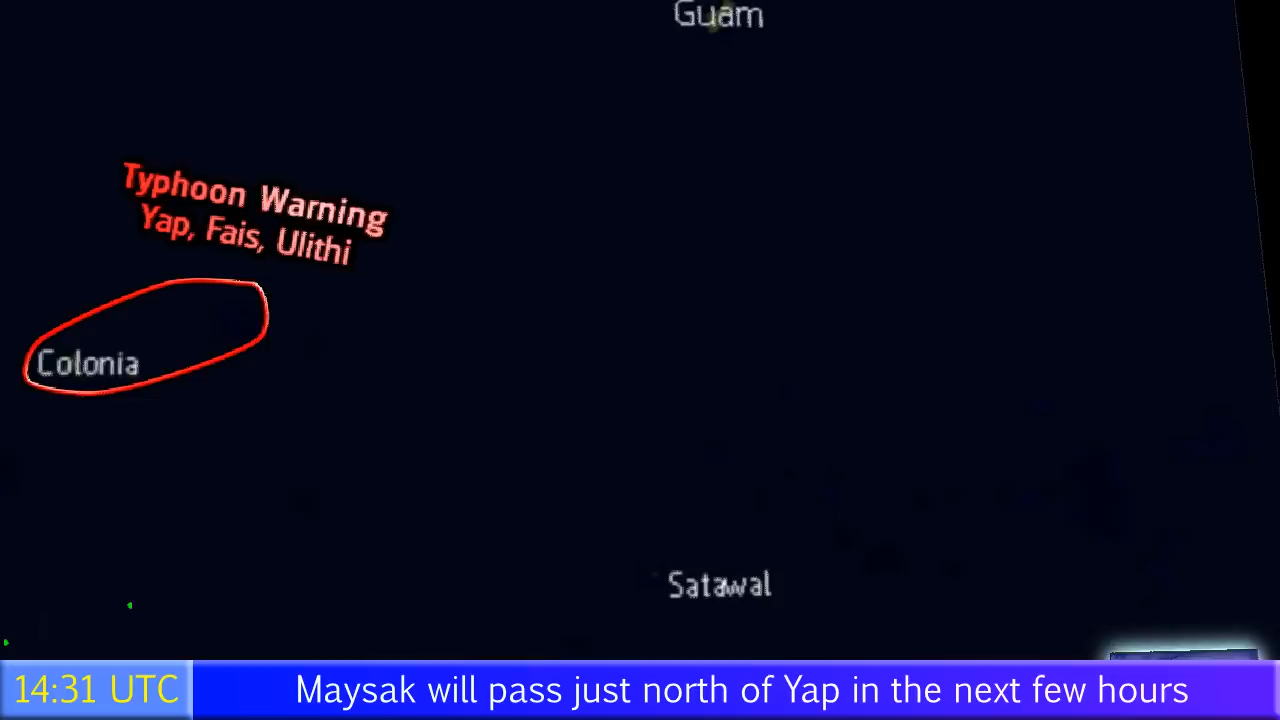 Guam
Typhoon Warning
Yap, Fais, Ulithi
Colonia
Satawal
14:31 UTC
Maysak will pass just north of Yap in the next few hours